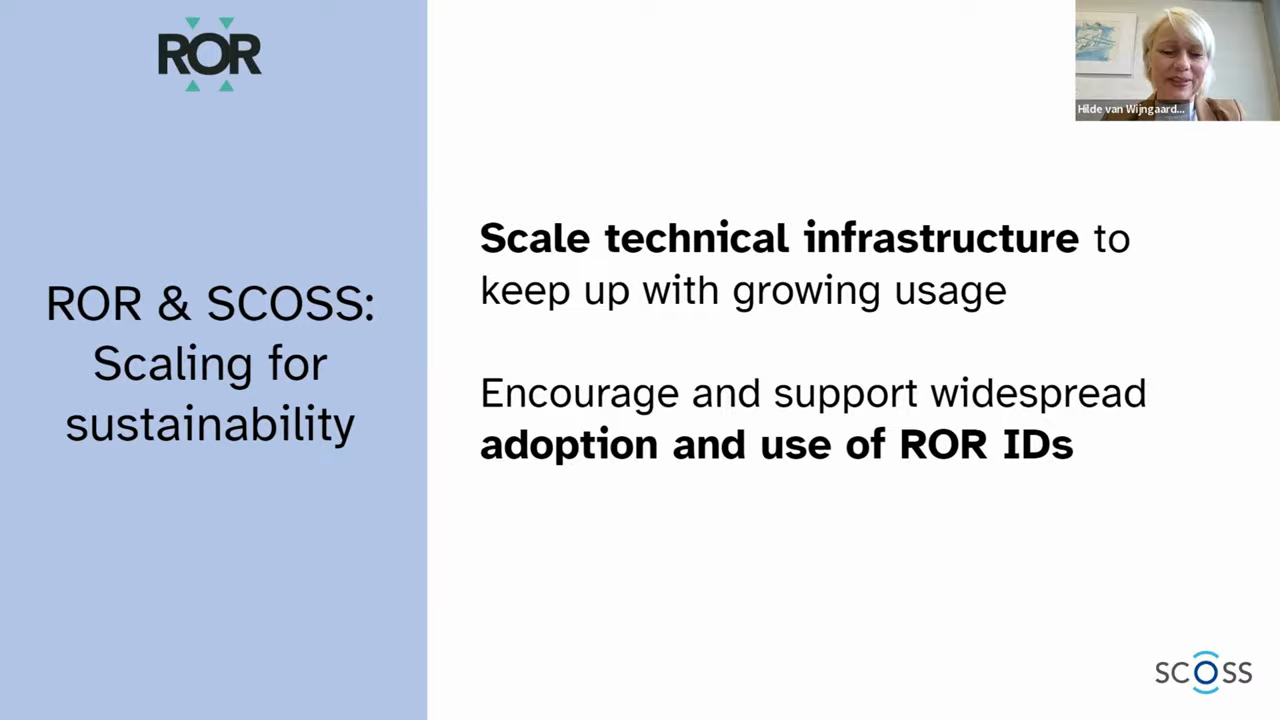 ROR
Hilde van Wijngaard...
ROR & SCOSS:
Scaling for
sustainability
Scale technical infrastructure to
keep up with growing usage
Encourage and support widespread
adoption and use of ROR IDs
SCOSS